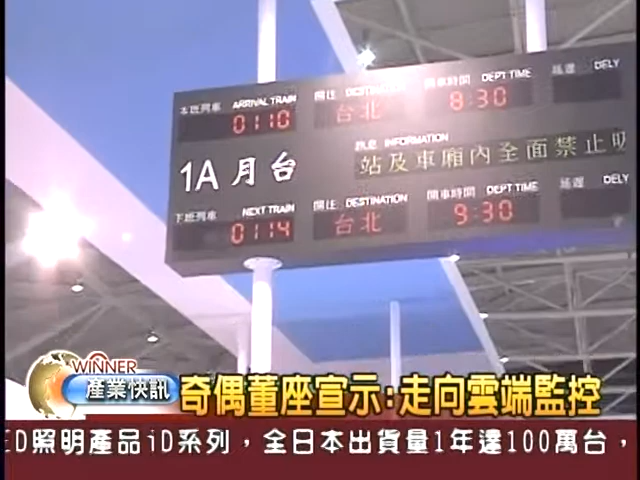 本班列車 ARRIVAL TRAIN 開往 DESTINATION 開車時間 DEPT TIME 延遲 DELY
0110 台北 8:30
1A 月台 訊息 INFORMATION
站及車廂內全面禁止吸
下班列車 NEXT TRAIN 開往 DESTINATION 開車時間 DEPT TIME 延遲 DELY
0114 台北 9:30
WINNER
產業快訊 奇偶董座宣示:走向雲端監控
ED照明產品iD系列，全日本出貨量1年達100萬台，